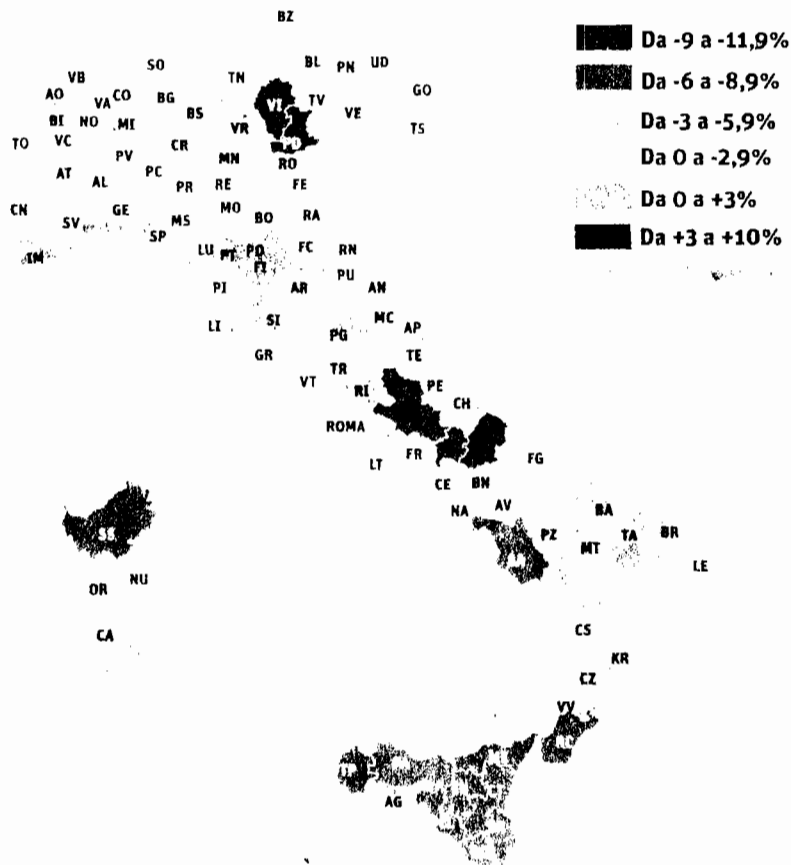 BZ
Da -9 a -11,9%
Da -6 a -8,9%
Da -3 a -5,9%
Da 0 a -2,9%
Da 0 a +3%
Da +3 a +10%
SO
BL
PN
UD
VB
TN
AO
VA
CO
BG
BS
VI
TV
VE
GO
BI
NO
MI
VR
PD
TS
TO
VC
CR
MN
RO
AT
AL
PV
PC
PR
RE
FE
CN
SV
GE
MS
MO
BO
RA
IM
SP
LU
PT
PO
FI
FC
RN
PI
AR
PU
AN
LI
SI
PG
MC
AP
GR
TR
TE
VT
RI
PE
CH
ROMA
LT
FR
FG
CE
BN
NA
AV
PZ
BA
MT
TA
BR
LE
SS
OR
NU
CA
CS
KR
CZ
VV
AG